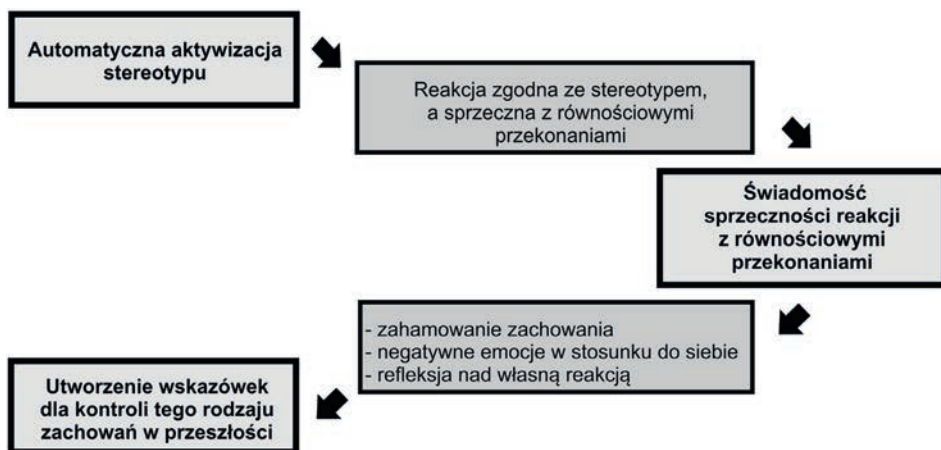 Automatyczna aktywizacja
stereotypu
Reakcja zgodna ze stereotypem,
a sprzeczna z równościowymi
przekonaniami
Świadomość
sprzeczności reakcji
z równościowymi
przekonaniami
- zahamowanie zachowania
- negatywne emocje w stosunku do siebie
- refleksja nad własną reakcją
Utworzenie wskazówek
dla kontroli tego rodzaju
zachowań w przeszłości